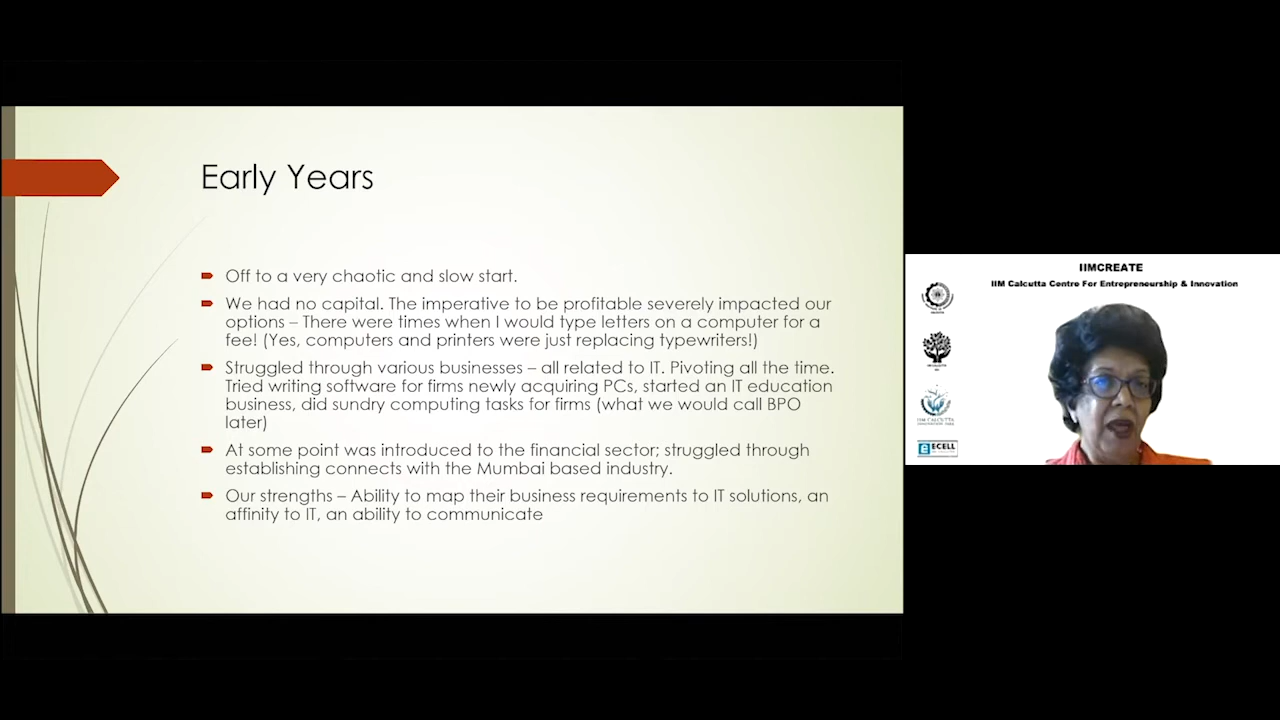 Early Years
Off to a very chaotic and slow start.
We had no capital. The imperative to be profitable severely impacted our
options – There were times when I would type letters on a computer for a
fee! (Yes, computers and printers were just replacing typewriters!)
Struggled through various businesses – all related to IT. Pivoting all the time.
Tried writing software for firms newly acquiring PCs, started an IT education
business, did sundry computing tasks for firms (what we would call BPO
later)
At some point was introduced to the financial sector; struggled through
establishing connects with the Mumbai based industry.
Our strengths – Ability to map their business requirements to IT solutions, an
affinity to IT, an ability to communicate
IIMCREATE
IIM Calcutta Centre For Entrepreneurship & Innovation
IIM CALCUTTA
ECELL